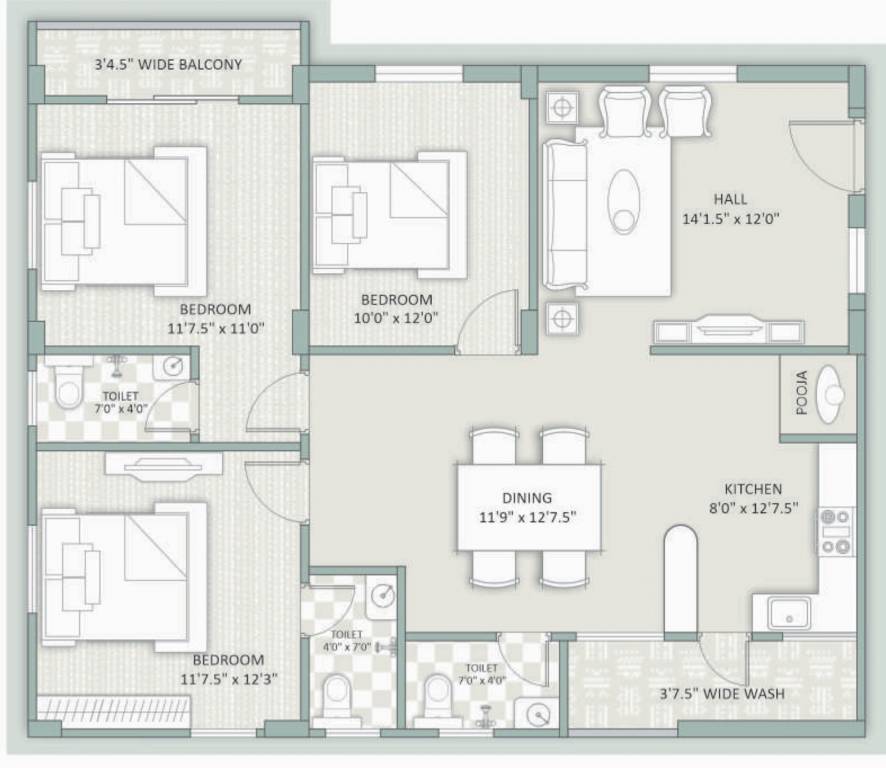 3'4.5" WIDE BALCONY
HALL
14'1.5" x 12'0"
BEDROOM
11'7.5" x 11'0"
BEDROOM
10'0" x 12'0"
TOILET
7'0" x 4'0"
POOJA
DINING
11'9" x 12'7.5"
KITCHEN
8'0" x 12'7.5"
BEDROOM
11'7.5" x 12'3"
TOILET
4'0" x 7'0"
TOILET
7'0" x 4'0"
3'7.5" WIDE WASH